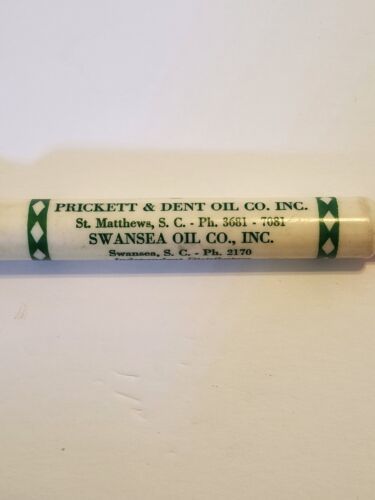 PRICKETT & DENT OIL CO. INC.
St. Matthews, S. C. - Ph. 3681 - 7081
SWANSEA OIL CO., INC.
Swansea, S. C. - Ph. 2170